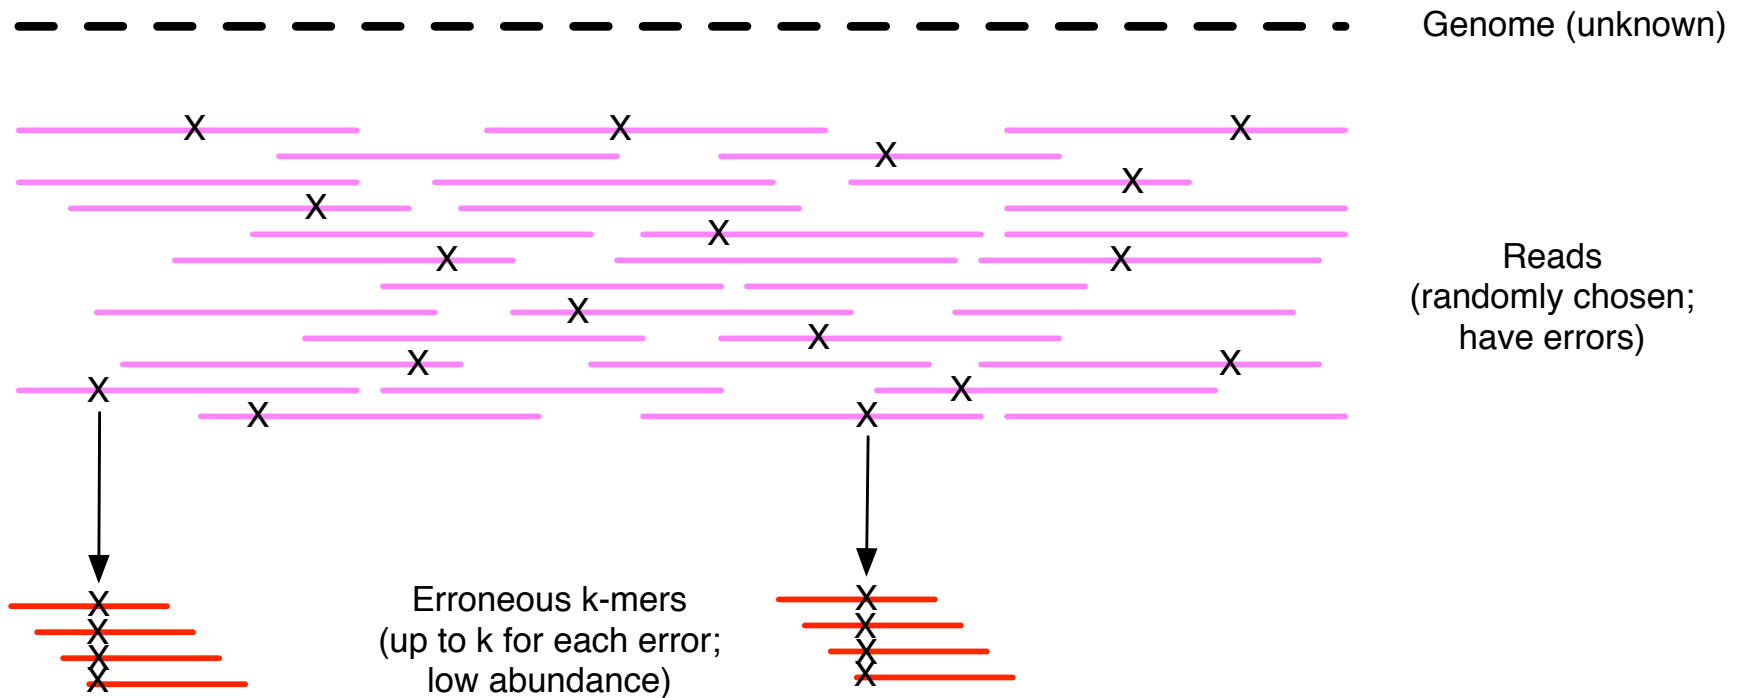 Genome (unknown)
X X X
X
X
X
X
X X
X
X
X X
X X
X X
Reads
(randomly chosen;
have errors)
X
X
X
X
Erroneous k-mers
(up to k for each error;
low abundance)
X
X
X
X